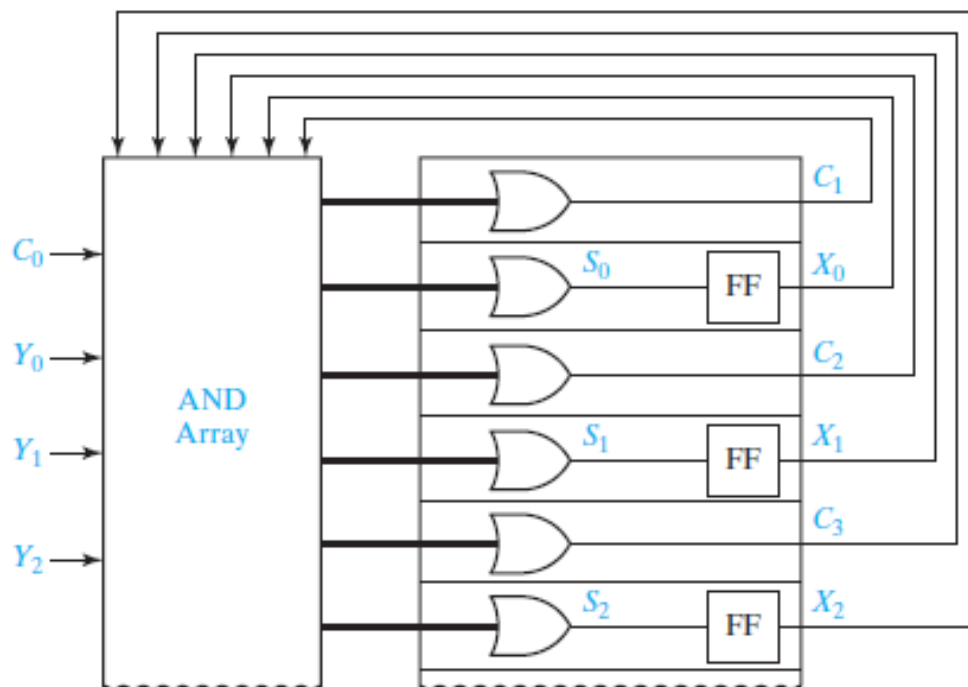 C₁
C₀
S₀ FF X₀
Y₀
C₂
AND
Array
Y₁
S₁ FF X₁
C₃
Y₂
S₂ FF X₂